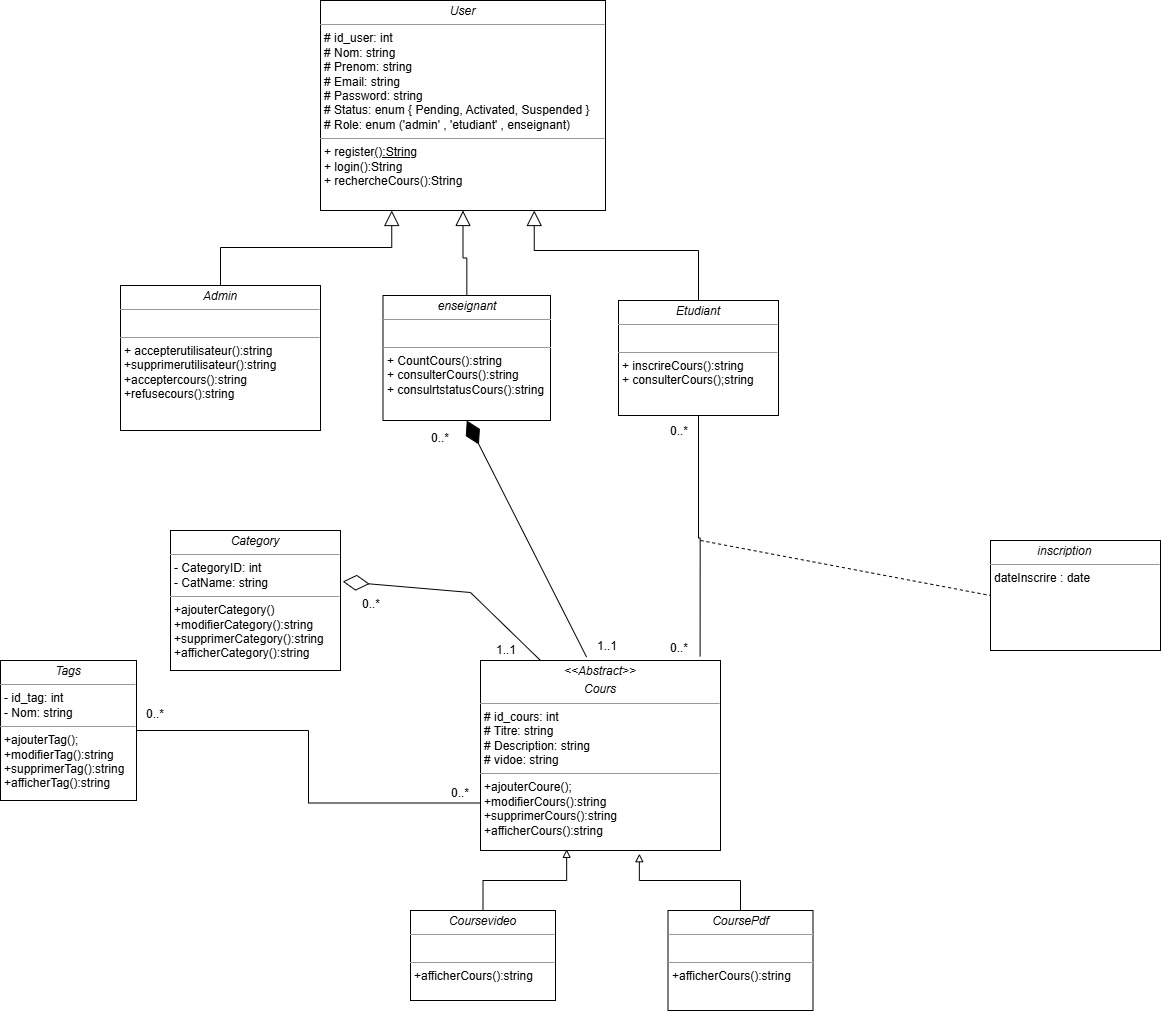 User
# id_user: int
# Nom: string
# Prenom: string
# Email: string
# Password: string
# Status: enum { Pending, Activated, Suspended }
# Role: enum ('admin' , 'etudiant' , enseignant)
+ register():String
+ login():String
+ rechercheCours():String
Admin
+ accepterutilisateur():string
+supprimerutilisateur():string
+acceptercours():string
+refusecours():string
enseignant
+ CountCours():string
+ consulterCours():string
+ consulrtstatusCours():string
Etudiant
+ inscrireCours():string
+ consulterCours();string
0..*
0..*
Category
- CategoryID: int
- CatName: string
+ajouterCategory()
+modifierCategory():string
+supprimerCategory():string
+afficherCategory():string
0..*
inscription
dateInscrire : date
1..1
1..1
0..*
Tags
- id_tag: int
- Nom: string
+ajouterTag();
+modifierTag():string
+supprimerTag():string
+afficherTag():string
0..*
0..*
<<Abstract>>
Cours
# id_cours: int
# Titre: string
# Description: string
# vidoe: string
+ajouterCoure();
+modifierCours():string
+supprimerCours():string
+afficherCours():string
Coursevideo
+afficherCours():string
CoursePdf
+afficherCours():string